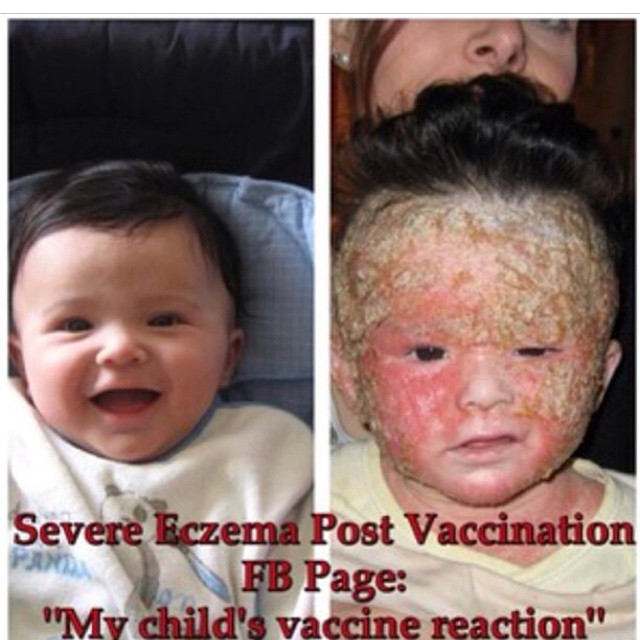 PANDA
Severe Eczema Post Vaccination
FB Page:
"My child's vaccine reaction"